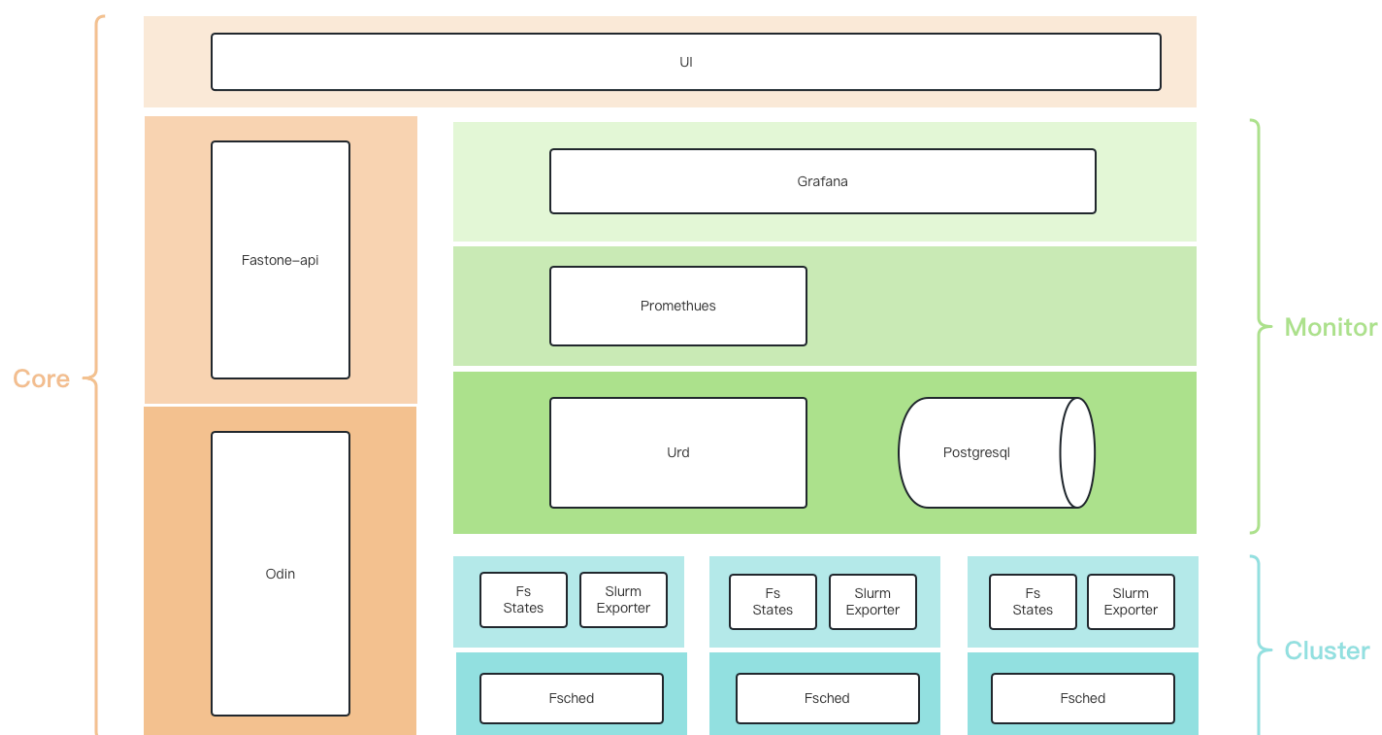 UI
Grafana
Fastone-api
Promethues
Monitor
Core
Urd
Postgresql
Odin
Fs
States
Slurm
Exporter
Fs
States
Slurm
Exporter
Fs
States
Slurm
Exporter
Cluster
Fsched
Fsched
Fsched